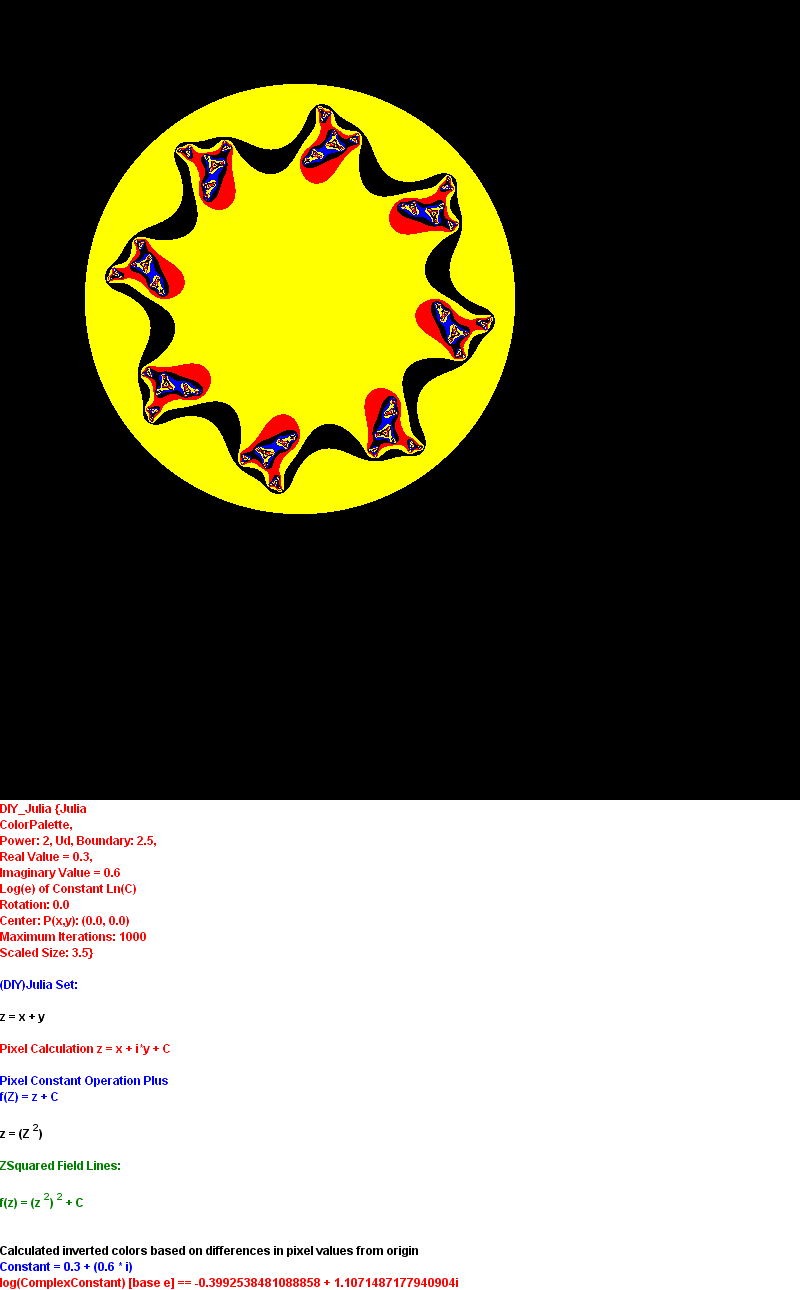 DIY_Julia {Julia
ColorPalette,
Power: 2, Ud, Boundary: 2.5,
Real Value = 0.3,
Imaginary Value = 0.6
Log(e) of Constant Ln(C)
Rotation: 0.0
Center: P(x,y): (0.0, 0.0)
Maximum Iterations: 1000
Scaled Size: 3.5}
(DIY)Julia Set:
z = x + y
Pixel Calculation z = x + i*y + C
Pixel Constant Operation Plus
f(Z) = z + C
z = (Z ²)
ZSquared Field Lines:
f(z) = (z ²) ² + C
Calculated inverted colors based on differences in pixel values from origin
Constant = 0.3 + (0.6 * i)
log(ComplexConstant) [base e] == -0.3992538481088858 + 1.1071487177940904i